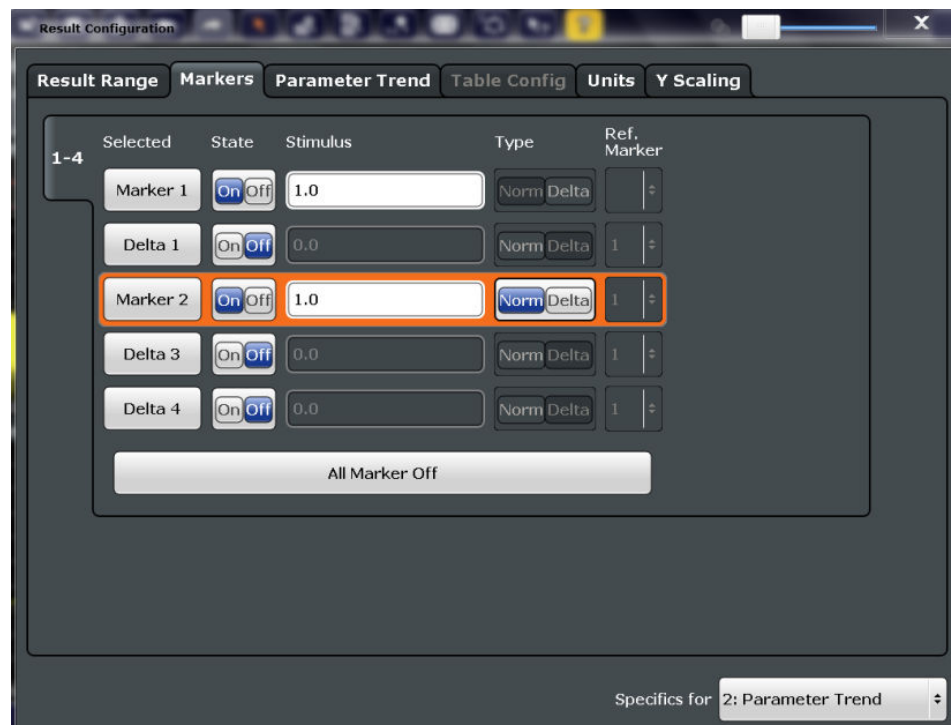 Result Configuration X
Result Range Markers Parameter Trend Table Config Units Y Scaling
1-4
Selected State Stimulus Type Ref. Marker
Marker 1 On Off 1.0 Norm Delta
Delta 1 On Off 0.0 Norm Delta 1
Marker 2 On Off 1.0 Norm Delta 1
Delta 3 On Off 0.0 Norm Delta 1
Delta 4 On Off 0.0 Norm Delta 1
All Marker Off
Specifics for 2: Parameter Trend